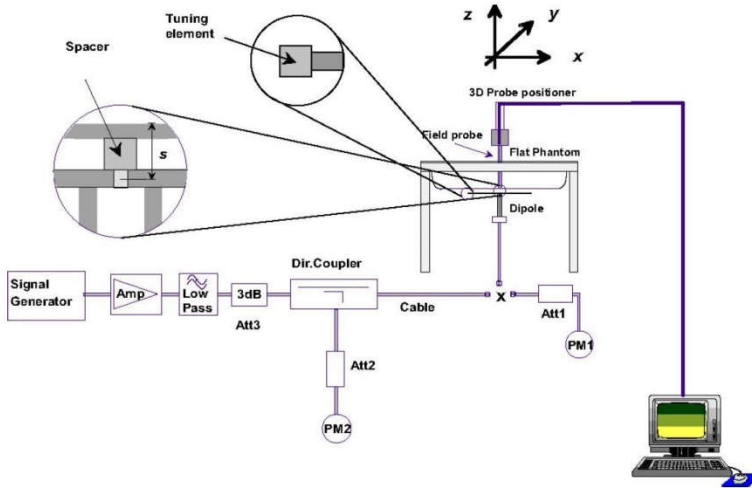 Tuning
element
Spacer
s
z
y
x
3D Probe positioner
Field probe
Flat Phantom
Dipole
Dir.Coupler
Signal
Generator
Amp
Low
Pass
3dB
Att3
Cable
x
Att1
PM1
Att2
PM2